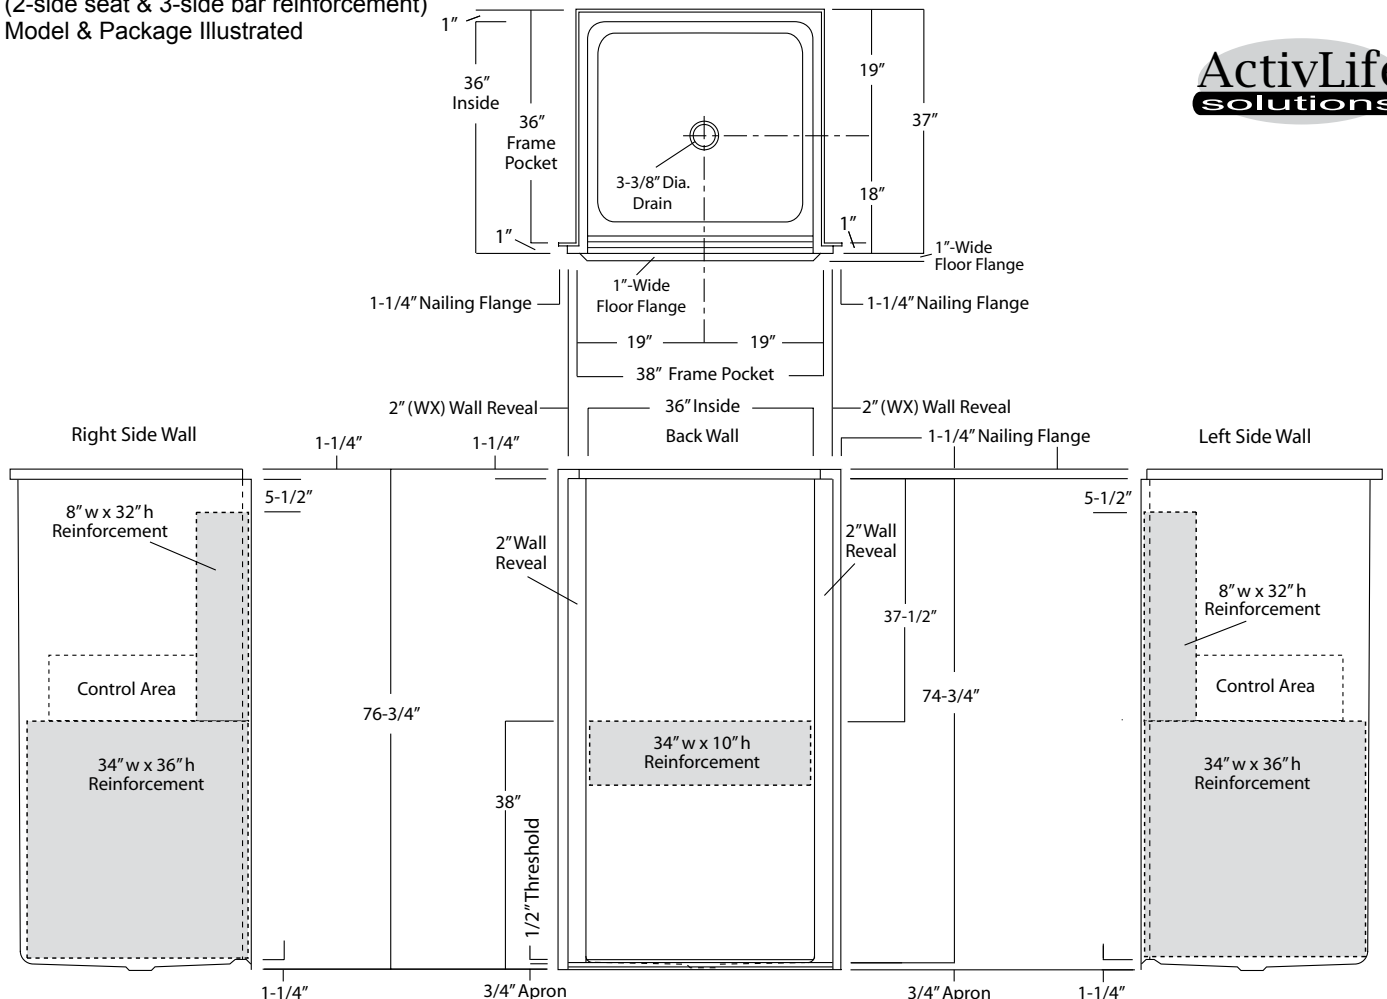 (2-side seat & 3-side bar reinforcement)
Model & Package Illustrated
ActivLife
solutions
1"
36"
Inside
36"
Frame
Pocket
1"
3-3/8" Dia.
Drain
19"
37"
18"
1"
1"-Wide
Floor Flange
1"-Wide
Floor Flange
1-1/4" Nailing Flange
1-1/4" Nailing Flange
19"
19"
38" Frame Pocket
2" (WX) Wall Reveal
36" Inside
2" (WX) Wall Reveal
Right Side Wall
1-1/4"
1-1/4"
Back Wall
1-1/4" Nailing Flange
Left Side Wall
5-1/2"
5-1/2"
8" w x 32" h
Reinforcement
2" Wall
Reveal
2" Wall
Reveal
8" w x 32" h
Reinforcement
37-1/2"
Control Area
76-3/4"
74-3/4"
Control Area
34" w x 36" h
Reinforcement
34" w x 10" h
Reinforcement
34" w x 36" h
Reinforcement
38"
1/2" Threshold
1-1/4"
3/4" Apron
3/4" Apron
1-1/4"